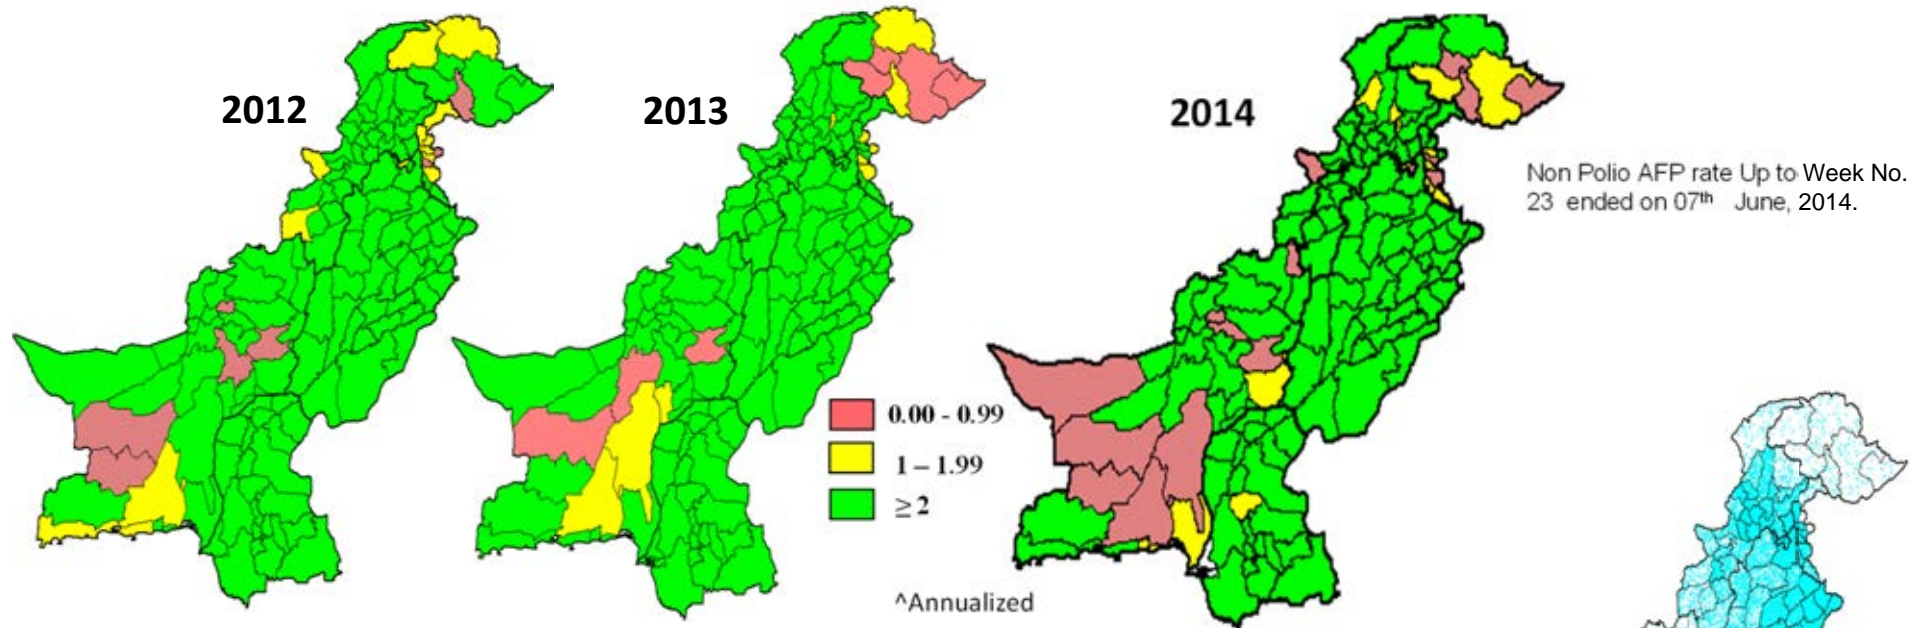 2012
2013
2014
Non Polio AFP rate Up to Week No.
23 ended on 07th June, 2014.
0.00 - 0.99
1 – 1.99
≥ 2
^Annualized